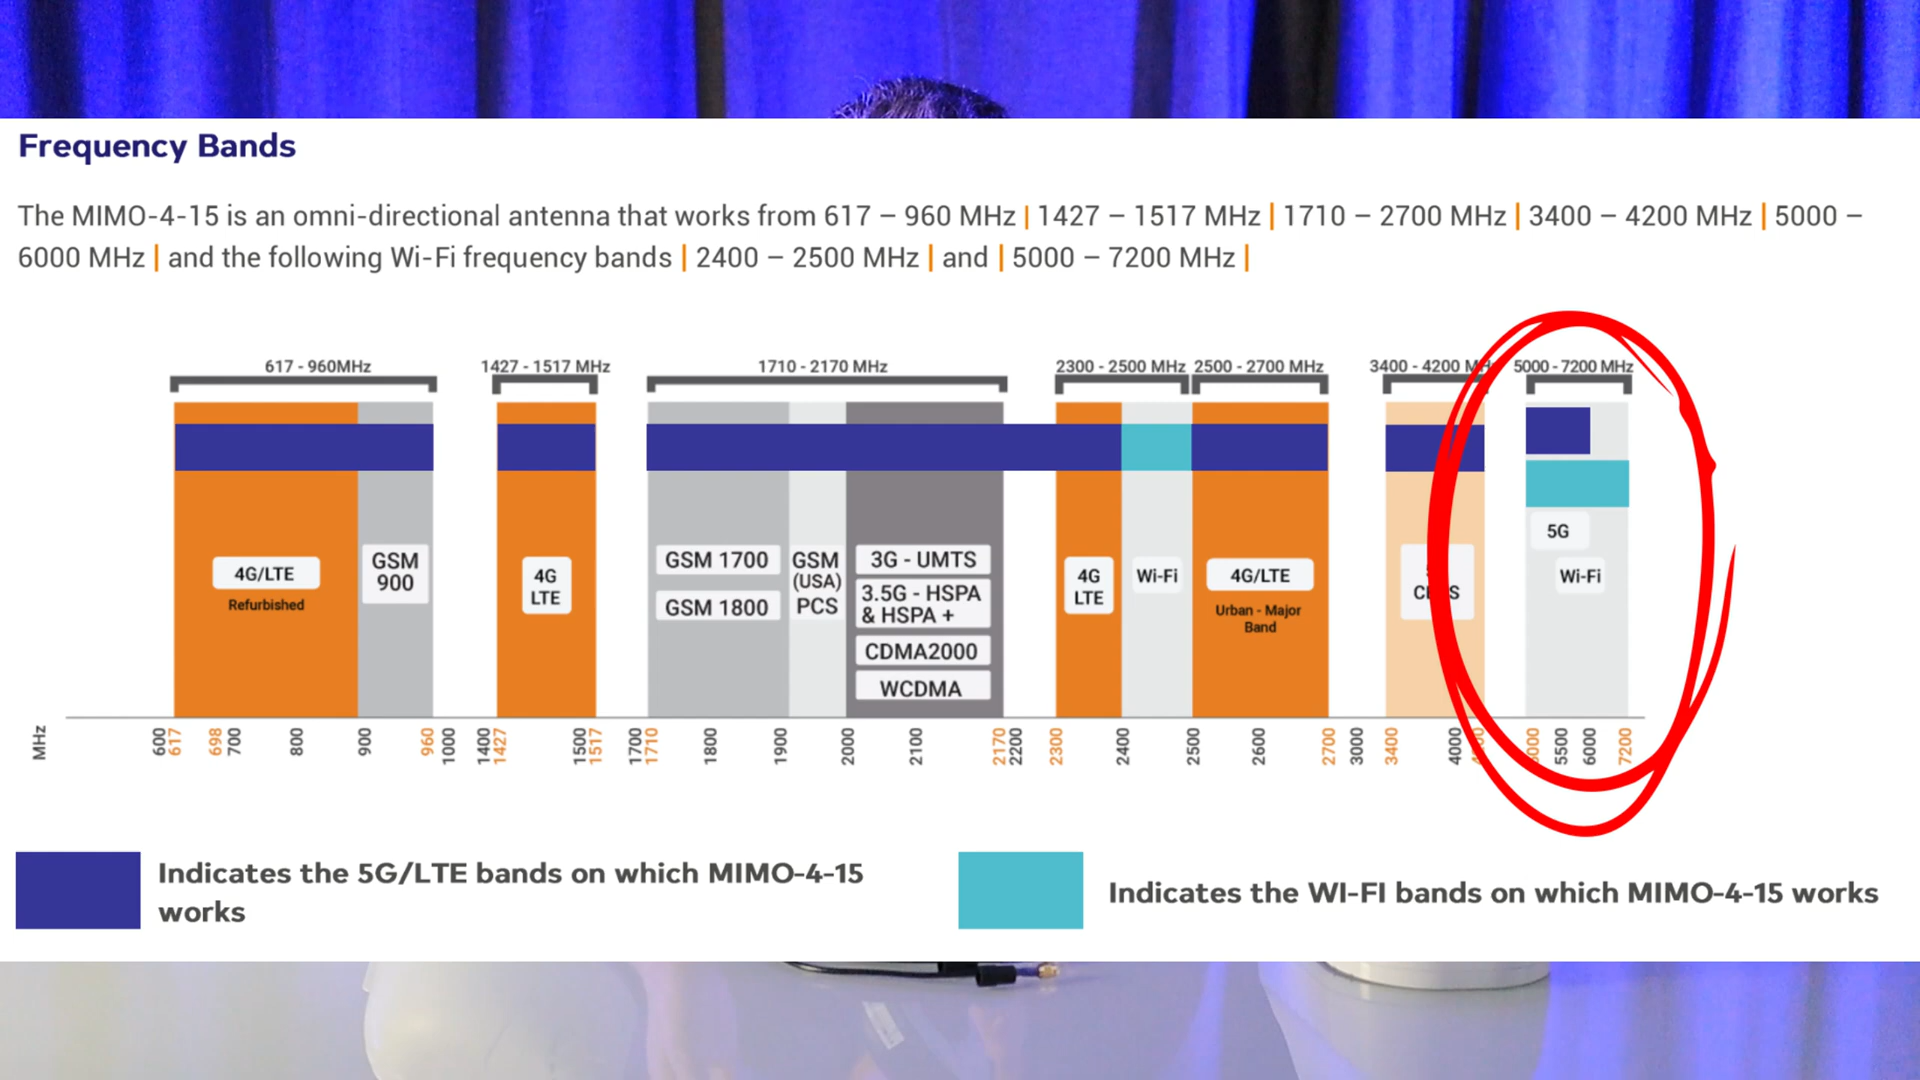 Frequency Bands
The MIMO-4-15 is an omni-directional antenna that works from 617 – 960 MHz | 1427 – 1517 MHz | 1710 – 2700 MHz | 3400 – 4200 MHz | 5000 –
6000 MHz | and the following Wi-Fi frequency bands | 2400 – 2500 MHz | and | 5000 – 7200 MHz |
617 - 960MHz
1427 - 1517 MHz
1710 - 2170 MHz
2300 - 2500 MHz
2500 - 2700 MHz
3400 - 4200 MHz
5000 - 7200 MHz
4G/LTE
Refurbished
GSM
900
4G
LTE
GSM 1700
GSM 1800
GSM
(USA)
PCS
3G - UMTS
3.5G - HSPA
& HSPA +
CDMA2000
WCDMA
4G
LTE
Wi-Fi
4G/LTE
Urban - Major
Band
5G
Wi-Fi
MHz
600
617
698
700
800
900
960
1000
1400
1427
1500
1517
1700
1710
1800
1900
2000
2100
2170
2200
2300
2400
2500
2600
2700
3000
3400
4000
5500
6000
7200
Indicates the 5G/LTE bands on which MIMO-4-15
works
Indicates the WI-FI bands on which MIMO-4-15 works